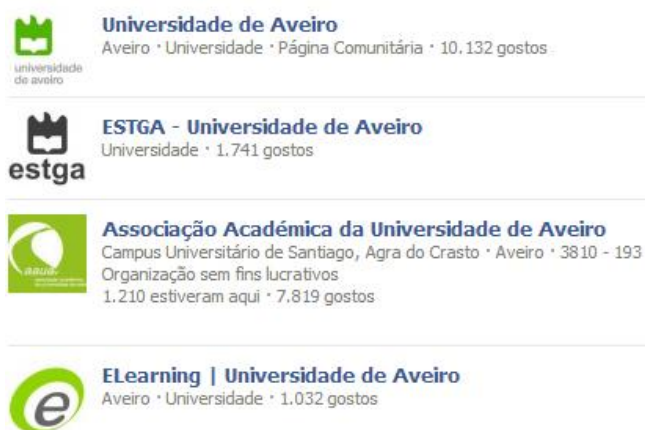 universidade
de aveiro
Universidade de Aveiro
Aveiro · Universidade · Página Comunitária · 10.132 gostos
estga
ESTGA - Universidade de Aveiro
Universidade · 1.741 gostos
aauav
Associação Académica da Universidade de Aveiro
Campus Universitário de Santiago, Agra do Crasto · Aveiro · 3810 - 193
Organização sem fins lucrativos
1.210 estiveram aqui · 7.819 gostos
e
ELearning | Universidade de Aveiro
Aveiro · Universidade · 1.032 gostos